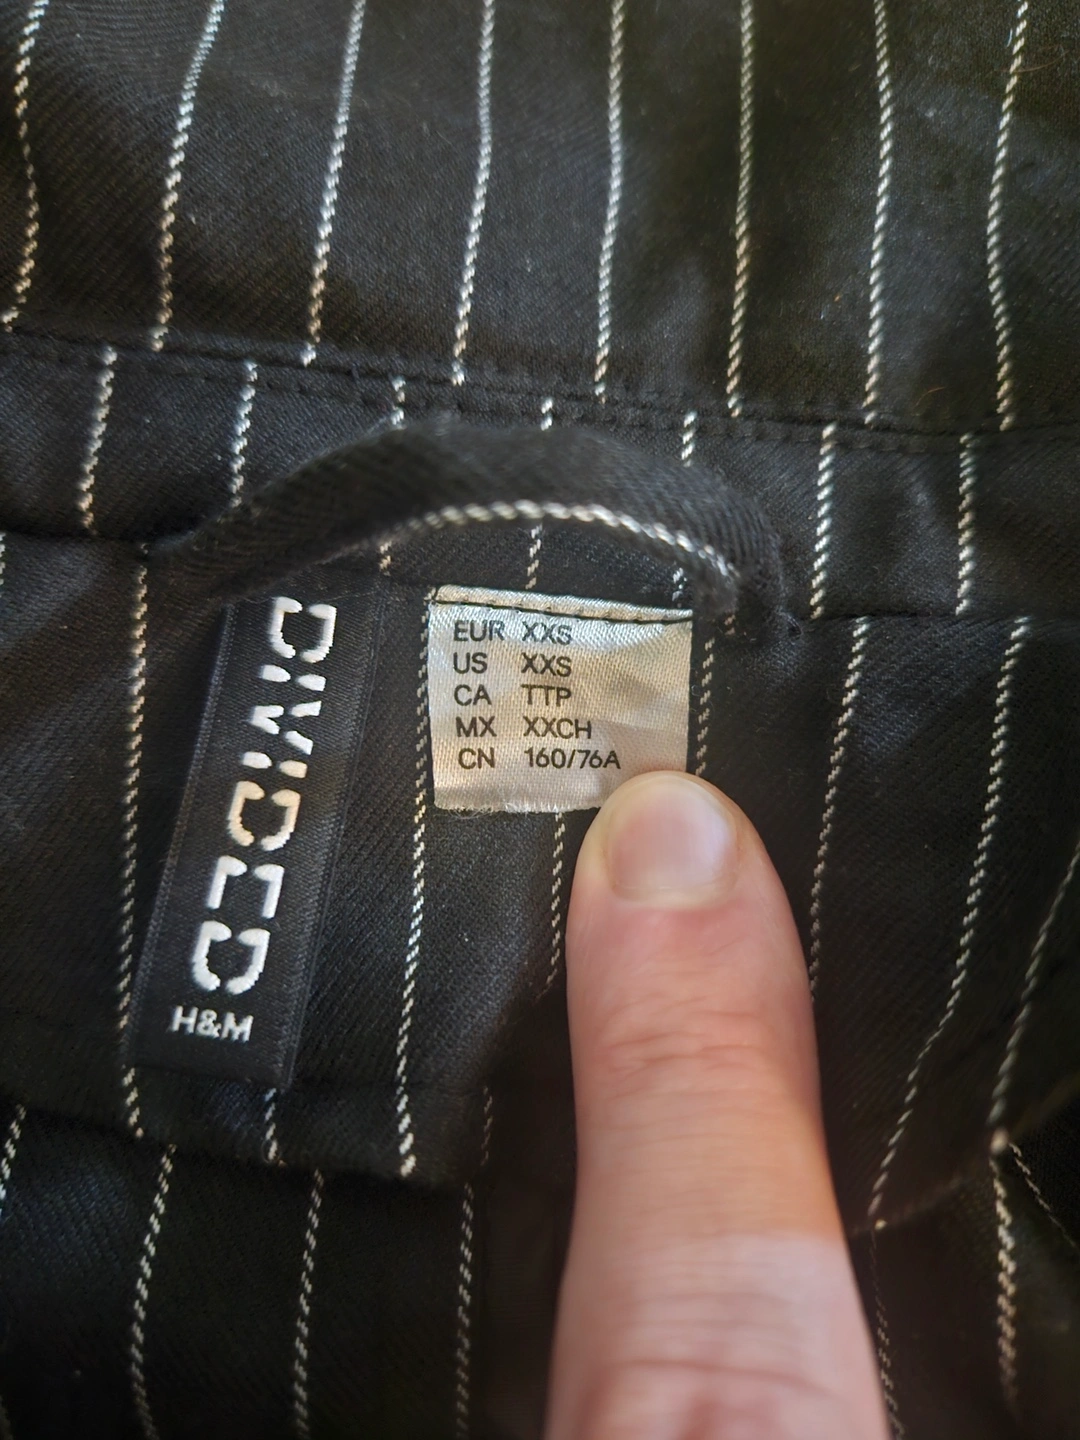 DIVIDED
H&M
EUR XXS
US XXS
CA TTP
MX XXCH
CN 160/76A